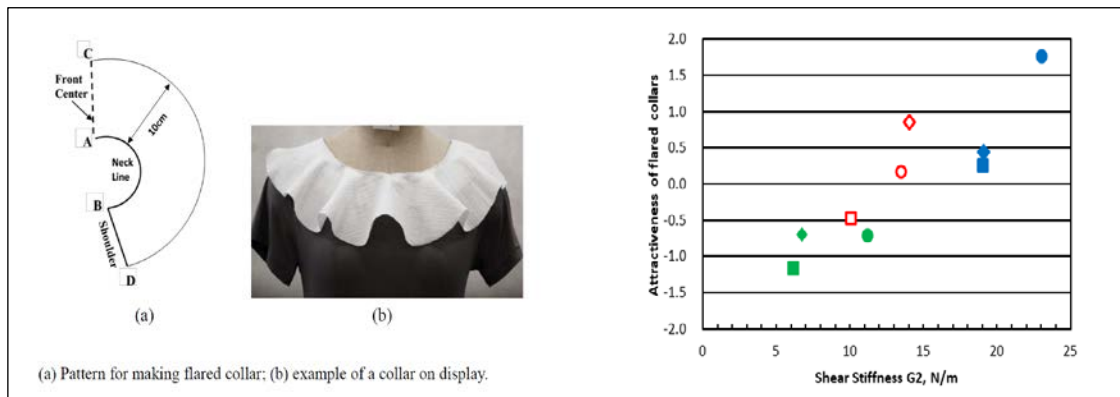 C
Front
Center
A
10cm
Neck
Line
B
Shoulder
D
(a)
(b)
(a) Pattern for making flared collar; (b) example of a collar on display.
Attractiveness of flared collars
2.0
1.5
1.0
0.5
0.0
-0.5
-1.0
-1.5
-2.0
0 5 10 15 20 25
Shear Stiffness G2, N/m